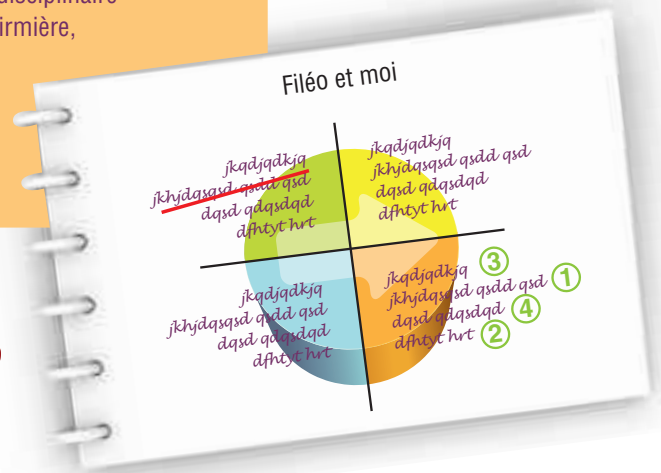 disciplinaire
irmière,
Filéo et moi
jkqdjqdkjq
jkhjdqsqsd qsdd qsd
dqsd qdqsdqd
dfhtyt hrt
jkqdjqdkjq
jkhjdqsqsd qsdd qsd
dqsd qdqsdqd
dfhtyt hrt
jkqdjqdkjq
jkhjdqsqsd qsdd qsd
dqsd qdqsdqd
dfhtyt hrt
jkqdjqdkjq 3
jkhjdqsqsd qsdd qsd 1
dqsd qdqsdqd 4
dfhtyt hrt 2